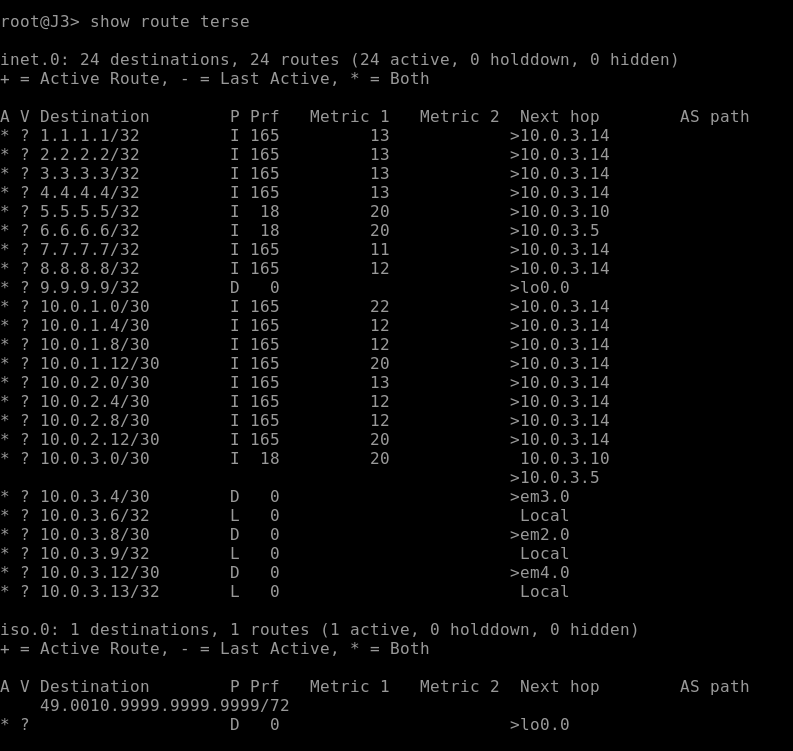 root@J3> show route terse
inet.0: 24 destinations, 24 routes (24 active, 0 holddown, 0 hidden)
+ = Active Route, - = Last Active, * = Both
A V Destination        P Prf   Metric 1   Metric 2  Next hop        AS path
* ? 1.1.1.1/32         I 165         13            >10.0.3.14
* ? 2.2.2.2/32         I 165         13            >10.0.3.14
* ? 3.3.3.3/32         I 165         13            >10.0.3.14
* ? 4.4.4.4/32         I 165         13            >10.0.3.14
* ? 5.5.5.5/32         I  18         20            >10.0.3.10
* ? 6.6.6.6/32         I  18         20            >10.0.3.5
* ? 7.7.7.7/32         I 165         11            >10.0.3.14
* ? 8.8.8.8/32         I 165         12            >10.0.3.14
* ? 9.9.9.9/32         D   0                       >lo0.0
* ? 10.0.1.0/30        I 165         22            >10.0.3.14
* ? 10.0.1.4/30        I 165         12            >10.0.3.14
* ? 10.0.1.8/30        I 165         12            >10.0.3.14
* ? 10.0.1.12/30       I 165         20            >10.0.3.14
* ? 10.0.2.0/30        I 165         13            >10.0.3.14
* ? 10.0.2.4/30        I 165         12            >10.0.3.14
* ? 10.0.2.8/30        I 165         12            >10.0.3.14
* ? 10.0.2.12/30       I 165         20            >10.0.3.14
* ? 10.0.3.0/30        I  18         20             10.0.3.10
                                                   >10.0.3.5
* ? 10.0.3.4/30        D   0                       >em3.0
* ? 10.0.3.6/32        L   0                        Local
* ? 10.0.3.8/30        D   0                       >em2.0
* ? 10.0.3.9/32        L   0                        Local
* ? 10.0.3.12/30       D   0                       >em4.0
* ? 10.0.3.13/32       L   0                        Local
iso.0: 1 destinations, 1 routes (1 active, 0 holddown, 0 hidden)
+ = Active Route, - = Last Active, * = Both
A V Destination        P Prf   Metric 1   Metric 2  Next hop        AS path
    49.0010.9999.9999.9999/72
* ?                    D   0                       >lo0.0